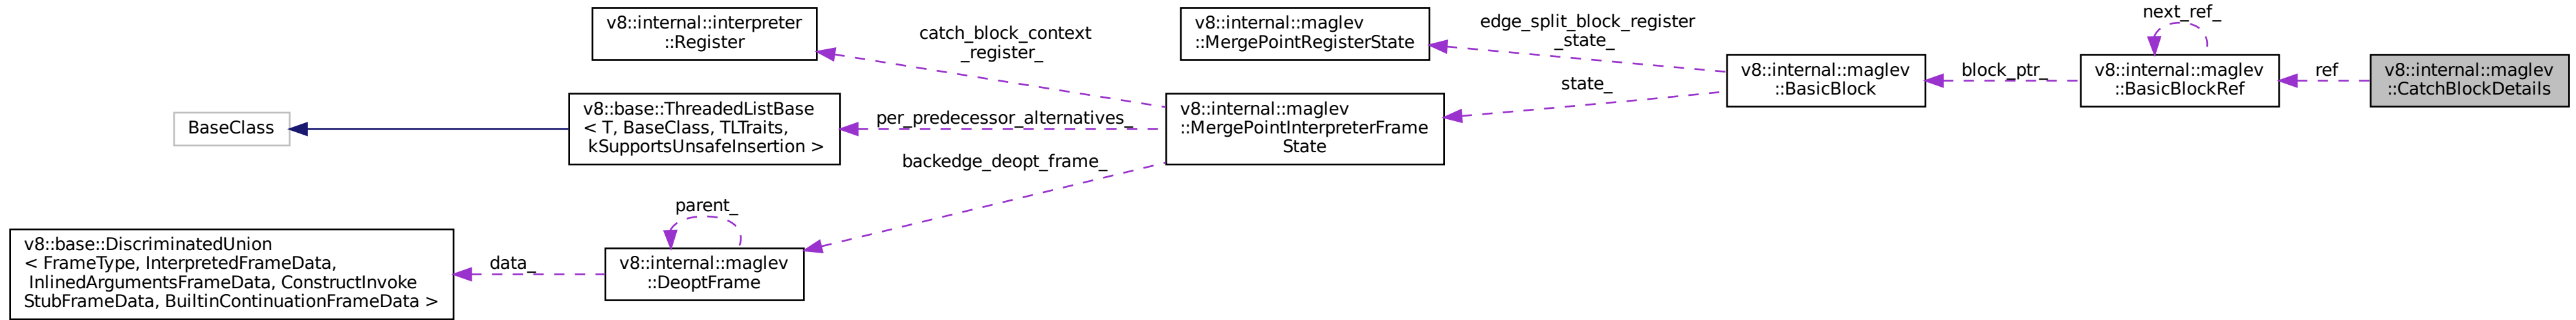 v8::internal::interpreter
::Register
catch_block_context
_register_
v8::internal::maglev
::MergePointRegisterState
edge_split_block_register
_state_
next_ref_
v8::internal::maglev
::BasicBlock
block_ptr_
v8::internal::maglev
::BasicBlockRef
ref
v8::internal::maglev
::CatchBlockDetails
state_
BaseClass
v8::base::ThreadedListBase
< T, BaseClass, TLTraits,
kSupportsUnsafeInsertion >
per_predecessor_alternatives_
v8::internal::maglev
::MergePointInterpreterFrame
State
backedge_deopt_frame_
parent_
v8::base::DiscriminatedUnion
< FrameType, InterpretedFrameData,
InlinedArgumentsFrameData, ConstructInvoke
StubFrameData, BuiltinContinuationFrameData >
data_
v8::internal::maglev
::DeoptFrame